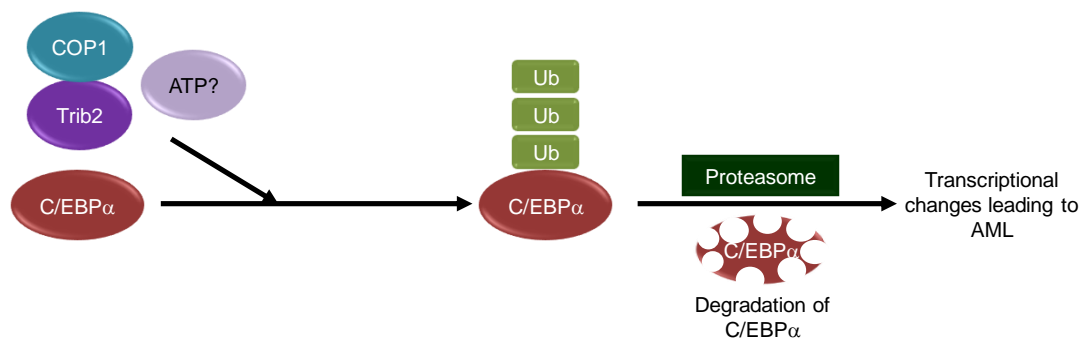 COP1
ATP?
Trib2
C/EBPα
Ub
Ub
Ub
C/EBPα
Proteasome
C/EBPα
Degradation of
C/EBPα
Transcriptional
changes leading to
AML